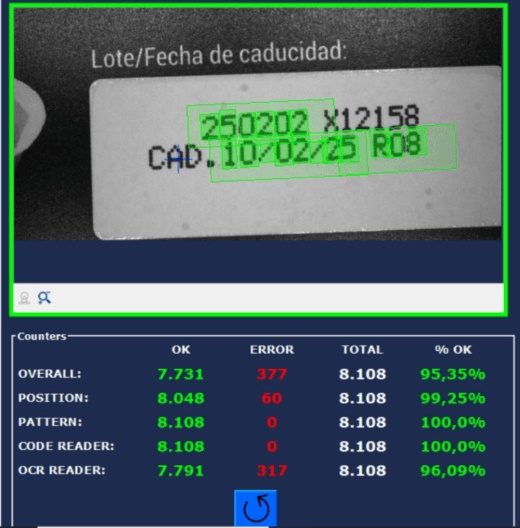 Lote/Fecha de caducidad:
250202 X12158
CAD.10/02/25 R08
Counters
OK ERROR TOTAL % OK
OVERALL: 7.731 377 8.108 95,35%
POSITION: 8.048 60 8.108 99,25%
PATTERN: 8.108 0 8.108 100,0%
CODE READER: 8.108 0 8.108 100,0%
OCR READER: 7.791 317 8.108 96,09%